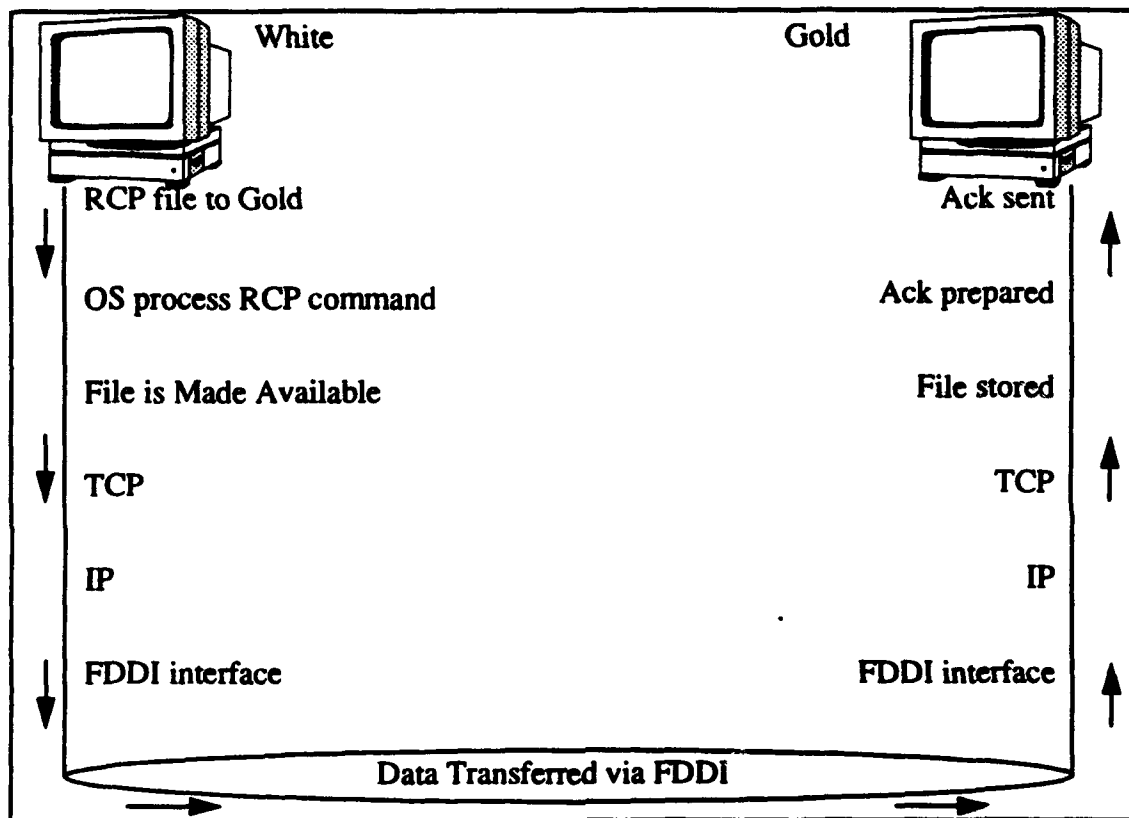 White
Gold
RCP file to Gold
Ack sent
OS process RCP command
Ack prepared
File is Made Available
File stored
TCP
TCP
IP
IP
FDDI interface
FDDI interface
Data Transferred via FDDI